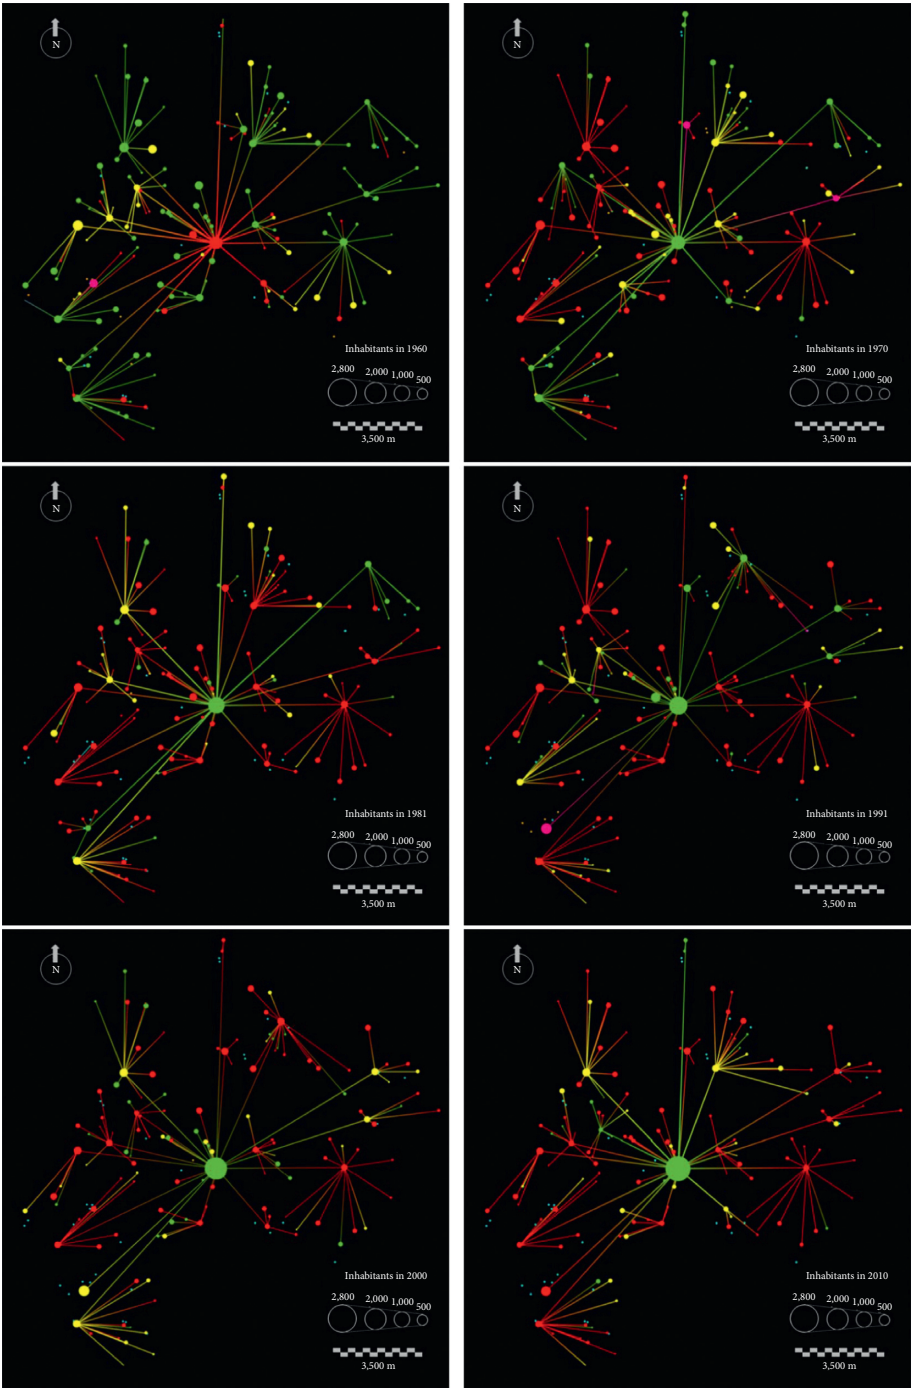 N
Inhabitants in 1960
2,800 2,000 1,000 500
3,500 m
N
Inhabitants in 1970
2,800 2,000 1,000 500
3,500 m
N
Inhabitants in 1981
2,800 2,000 1,000 500
3,500 m
N
Inhabitants in 1991
2,800 2,000 1,000 500
3,500 m
N
Inhabitants in 2000
2,800 2,000 1,000 500
3,500 m
N
Inhabitants in 2010
2,800 2,000 1,000 500
3,500 m